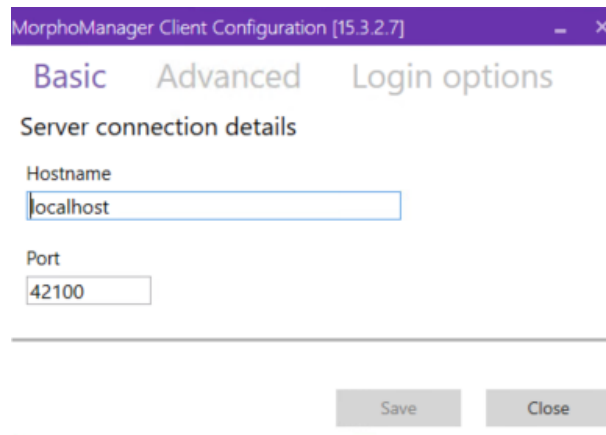 MorphoManager Client Configuration [15.3.2.7]
Basic Advanced Login options
Server connection details
Hostname
localhost
Port
42100
Save Close